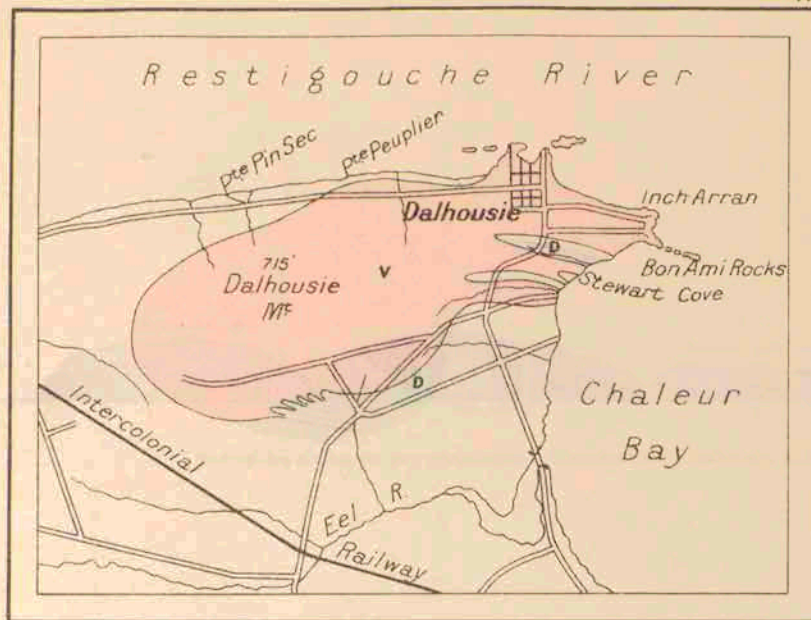 Restigouche River
Pte Pin Sec
Pte Peuplier
Inch Arran
Dalhousie
D
Bon Ami Rocks
715'
Dalhousie
Mt
V
Stewart Cove
D
Chaleur
Bay
Intercolonial
Railway
Eel R.